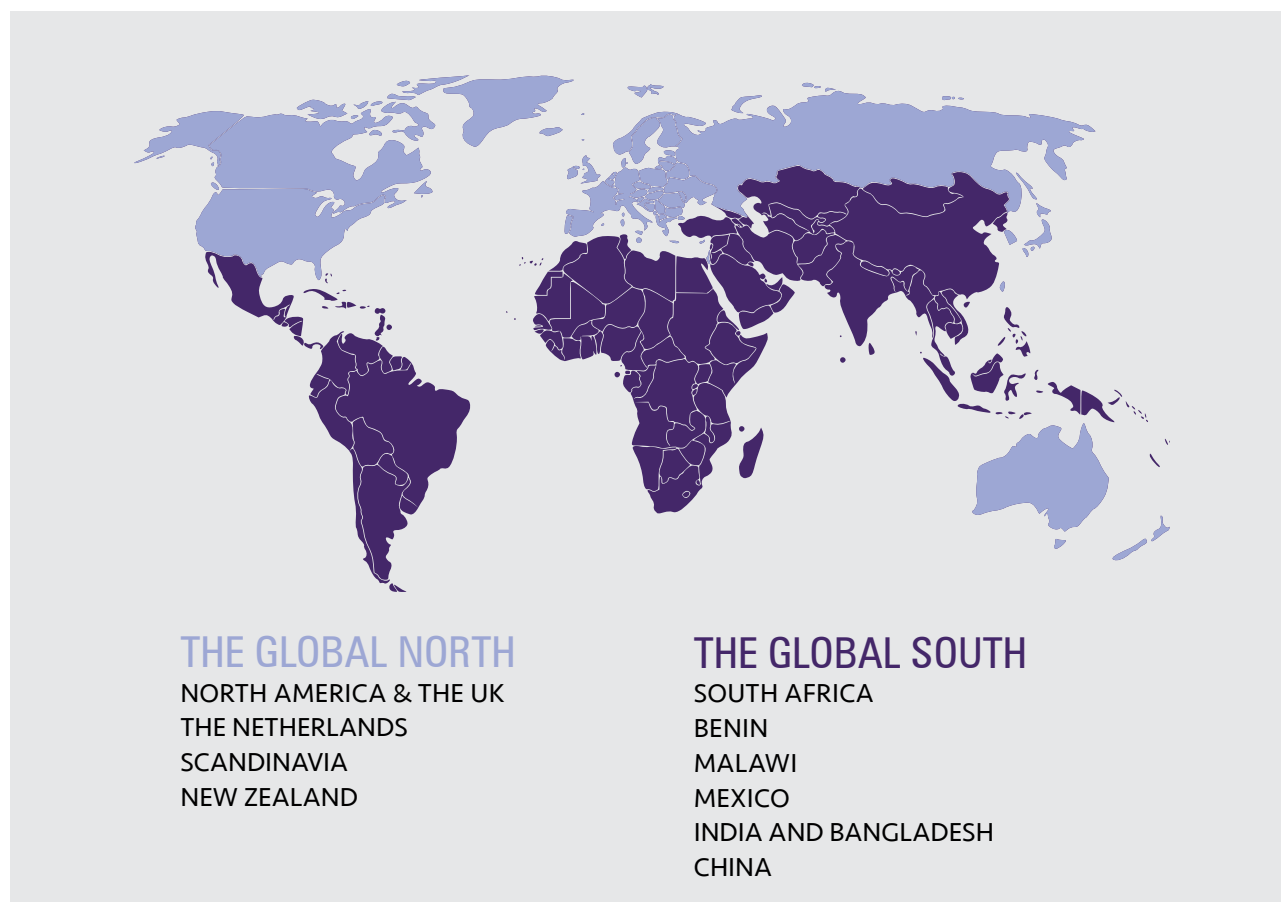 THE GLOBAL NORTH
NORTH AMERICA & THE UK
THE NETHERLANDS
SCANDINAVIA
NEW ZEALAND
THE GLOBAL SOUTH
SOUTH AFRICA
BENIN
MALAWI
MEXICO
INDIA AND BANGLADESH
CHINA